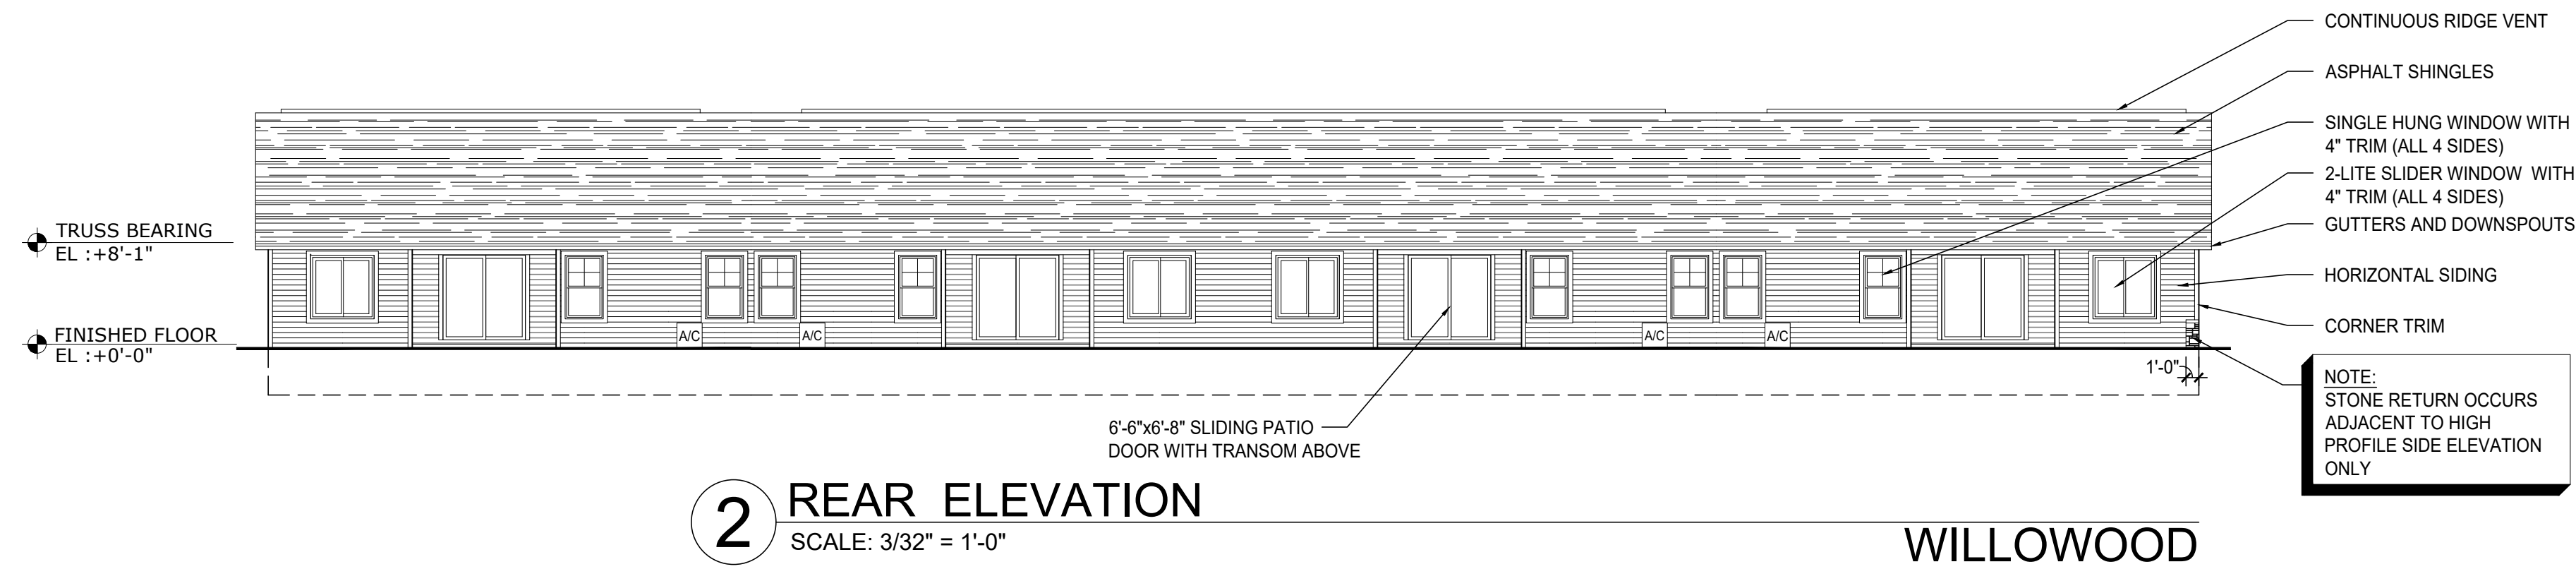 CONTINUOUS RIDGE VENT
ASPHALT SHINGLES
SINGLE HUNG WINDOW WITH
4" TRIM (ALL 4 SIDES)
2-LITE SLIDER WINDOW WITH
4" TRIM (ALL 4 SIDES)
GUTTERS AND DOWNSPOUTS
HORIZONTAL SIDING
CORNER TRIM
TRUSS BEARING
EL :+8'-1"
FINISHED FLOOR
EL :+0'-0"
A/C
A/C
A/C
A/C
1'-0"
NOTE:
STONE RETURN OCCURS
ADJACENT TO HIGH
PROFILE SIDE ELEVATION
ONLY
6'-6"x6'-8" SLIDING PATIO
DOOR WITH TRANSOM ABOVE
2
REAR ELEVATION
SCALE: 3/32" = 1'-0"
WILLOWOOD